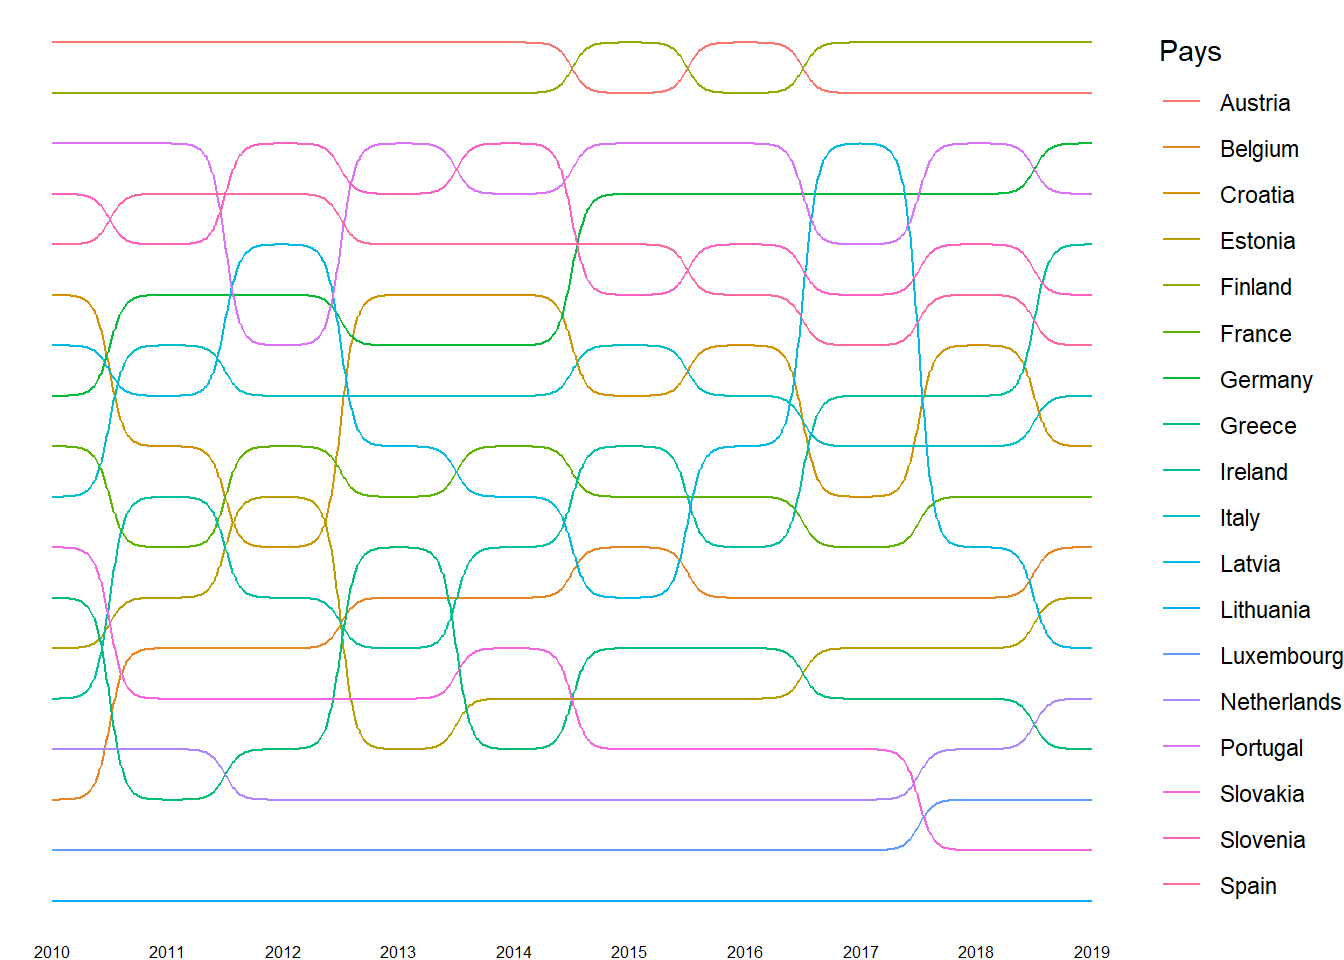 Pays
Austria
Belgium
Croatia
Estonia
Finland
France
Germany
Greece
Ireland
Italy
Latvia
Lithuania
Luxembourg
Netherlands
Portugal
Slovakia
Slovenia
Spain
2010 2011 2012 2013 2014 2015 2016 2017 2018 2019